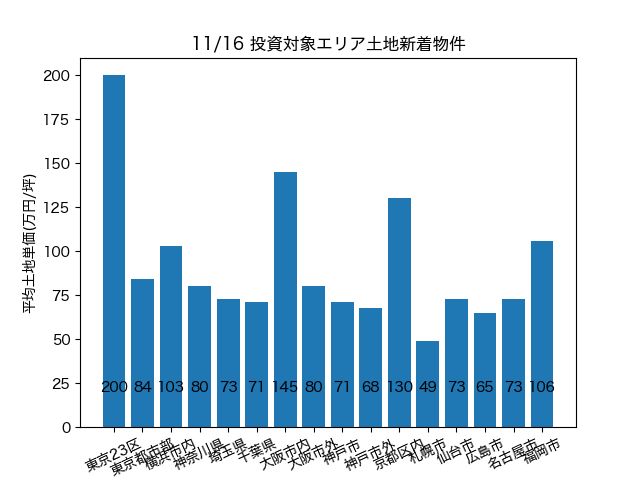 11/16 投資対象エリア土地新着物件
平均土地単価(万円/坪)
200
175
150
125
100
75
50
25
0
200 84 103 80 73 71 145 80 71 68 130 49 73 65 73 106
東京23区
東京都市部
横浜市内
神奈川県
埼玉県
千葉県
大阪市内
大阪市外
神戸市
神戸市外
京都区内
札幌市
仙台市
広島市
名古屋市
福岡市